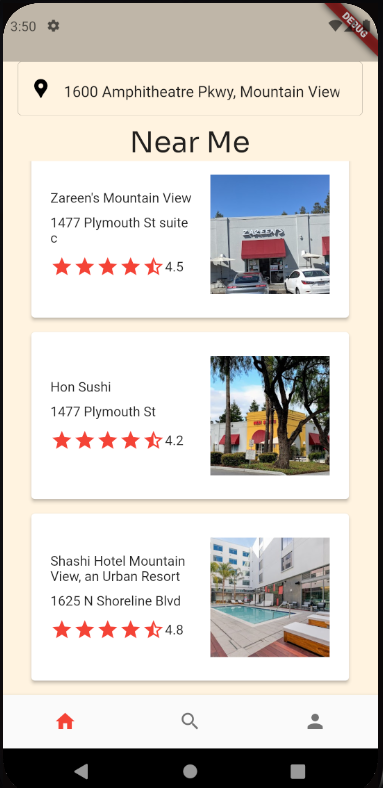 3:50
DEBUG
1600 Amphitheatre Pkwy, Mountain View
Near Me
Zareen's Mountain View
1477 Plymouth St suite
c
4.5
ZAREEN'S
Hon Sushi
1477 Plymouth St
4.2
Shashi Hotel Mountain
View, an Urban Resort
1625 N Shoreline Blvd
4.8